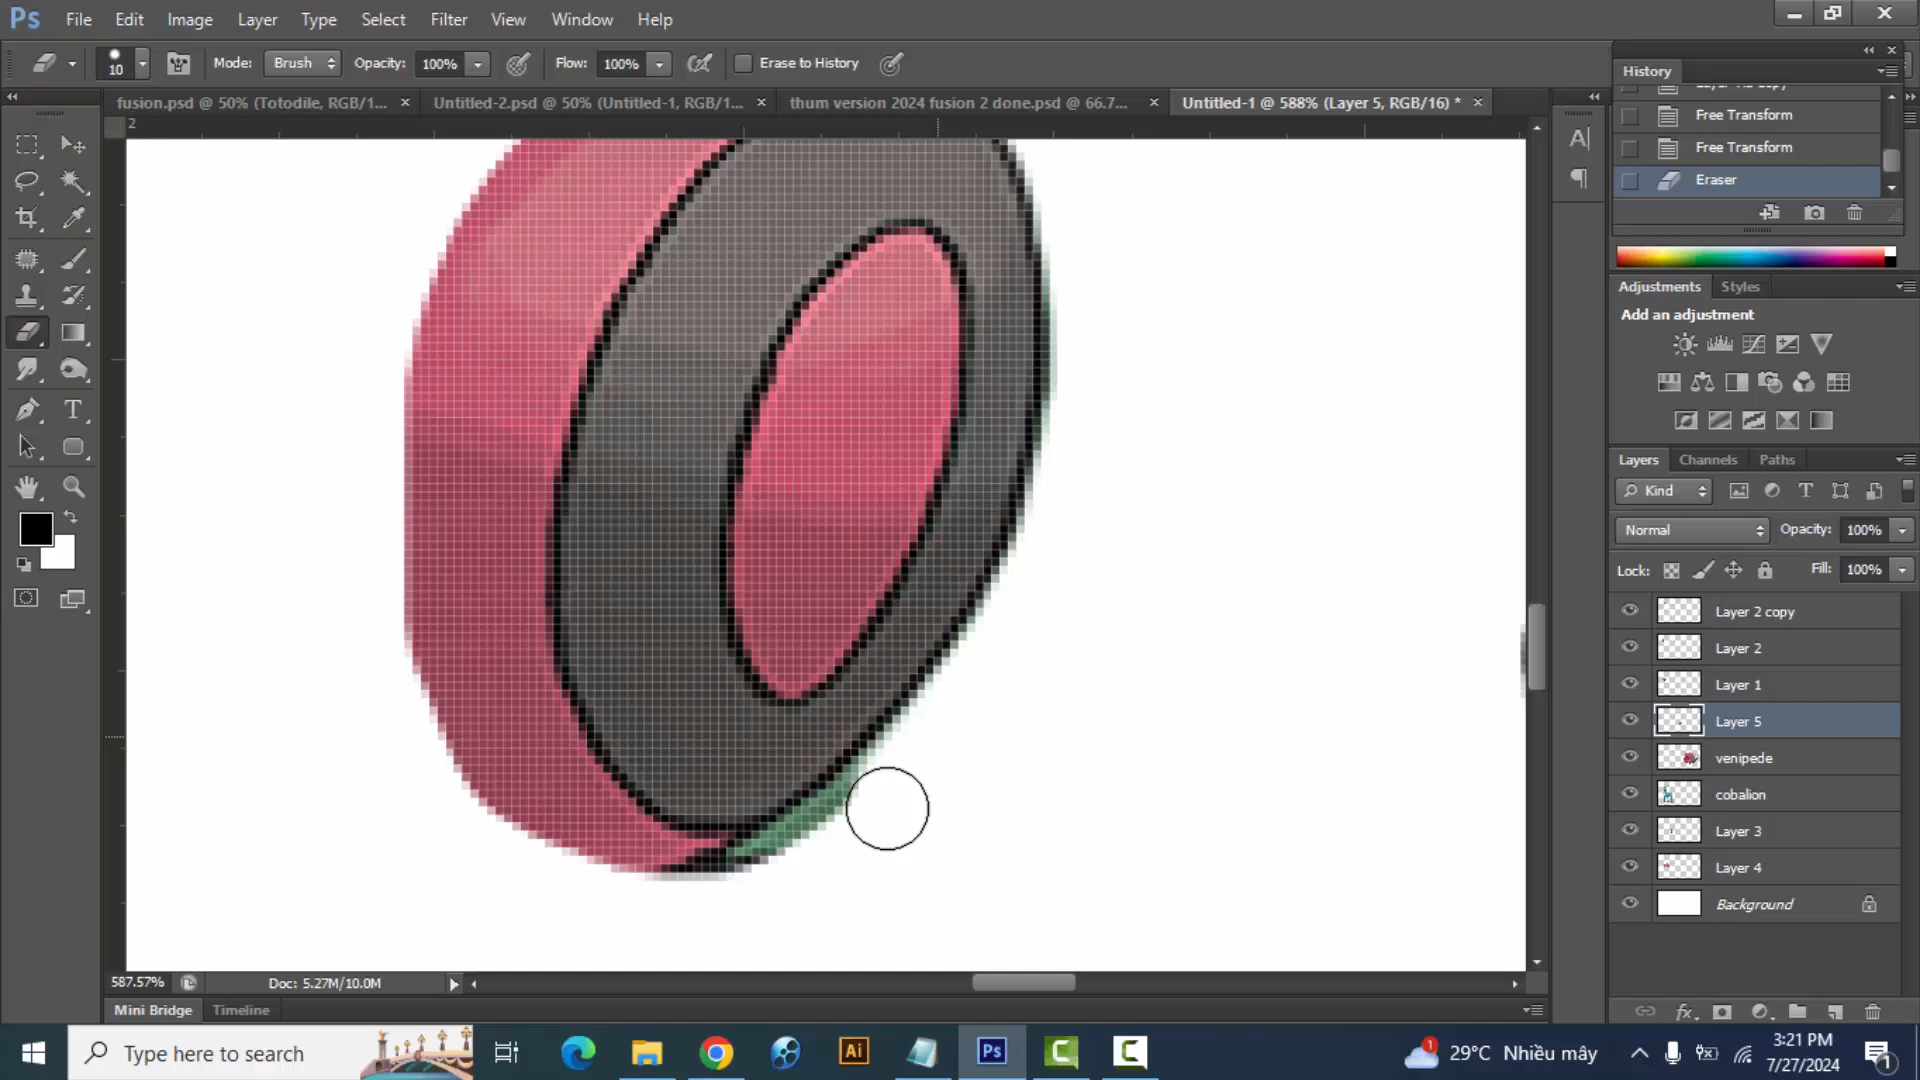 Ps File Edit Image Layer Type Select Filter View Window Help
10 Mode: Brush Opacity: 100% Flow: 100% Erase to History
fusion.psd @ 50% (Totodile, RGB/1... × Untitled-2.psd @ 50% (Untitled-1, RGB/1... × thum version 2024 fusion 2 done.psd @ 66.7... × Untitled-1 @ 588% (Layer 5, RGB/16) * ×
2
History
Free Transform
Free Transform
Eraser
Adjustments Styles
Add an adjustment
Layers Channels Paths
Kind
Normal Opacity: 100%
Lock: Fill: 100%
Layer 2 copy
Layer 2
Layer 1
Layer 5
venipede
cobalion
Layer 3
Layer 4
Background
587.57% Doc: 5.27M/10.0M
Mini Bridge Timeline
Type here to search
Ai
Ps
1
29°C Nhiều mây
3:21 PM
7/27/2024
1